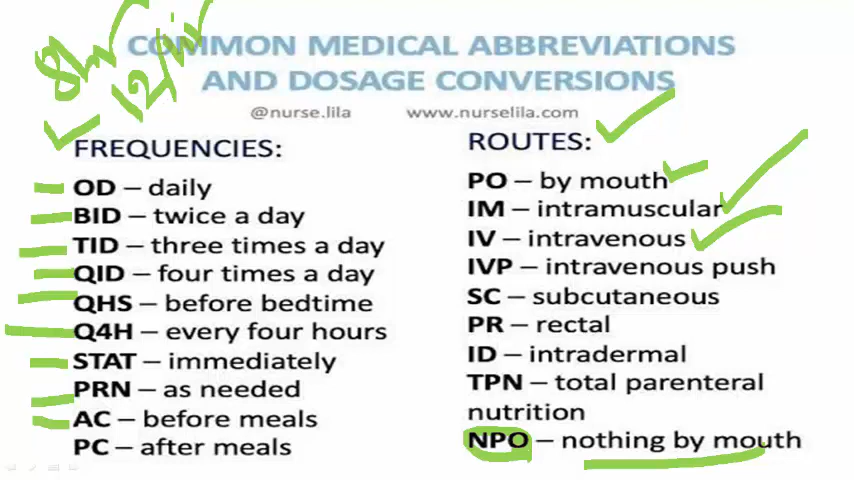 COMMON MEDICAL ABBREVIATIONS
AND DOSAGE CONVERSIONS
@nurse.lila www.nurselila.com
FREQUENCIES:
OD – daily
BID – twice a day
TID – three times a day
QID – four times a day
QHS – before bedtime
Q4H – every four hours
STAT – immediately
PRN – as needed
AC – before meals
PC – after meals
ROUTES:
PO – by mouth
IM – intramuscular
IV – intravenous
IVP – intravenous push
SC – subcutaneous
PR – rectal
ID – intradermal
TPN – total parenteral
nutrition
NPO – nothing by mouth